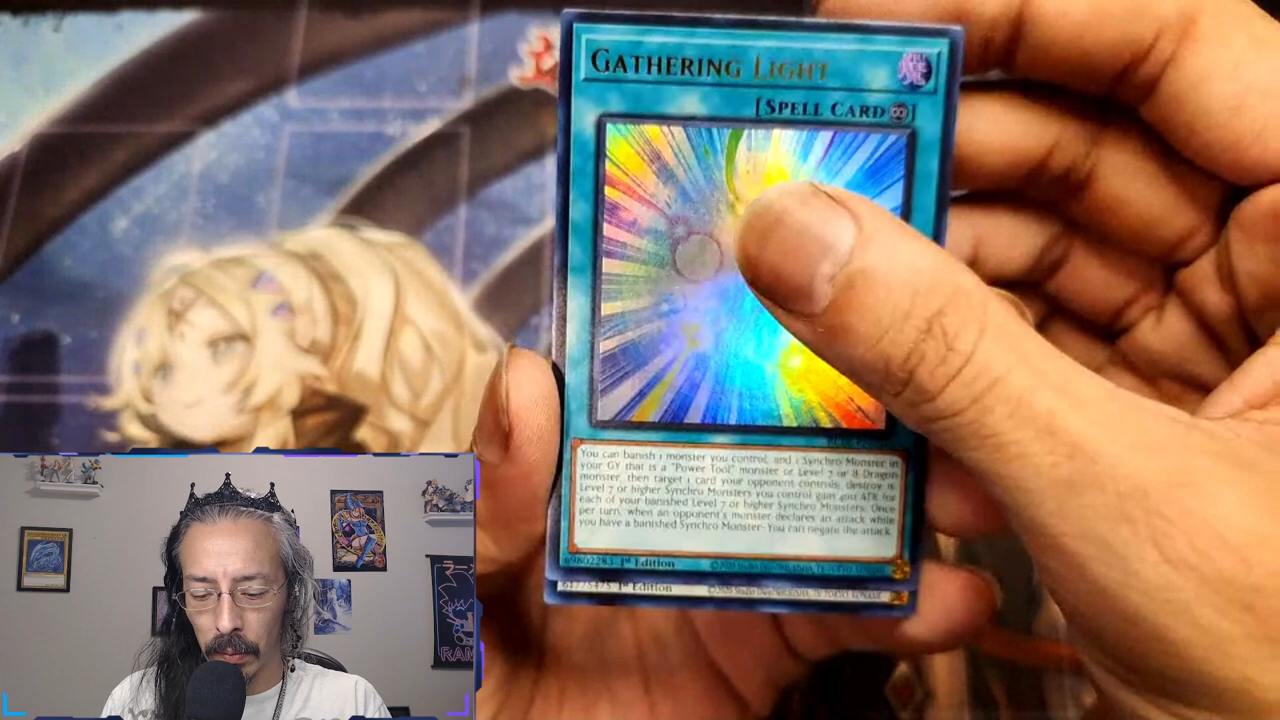 GATHERING LIGHT
[SPELL CARD ]
You can banish 1 monster you control, and 1 Synchro Monster in
your GY that is a "Power Tool" monster or Level 7 or 8 Dragon
monster, then target 1 card your opponent controls; destroy it.
Level 7 or higher Synchro Monsters you control gain 400 ATK for
each of your banished Level 7 or higher Synchro Monsters. Once
per turn, when an opponent's monster declares an attack while
you have a banished Synchro Monster: You can negate the attack.
69802283 1st Edition
61775475 1st Edition
RAM